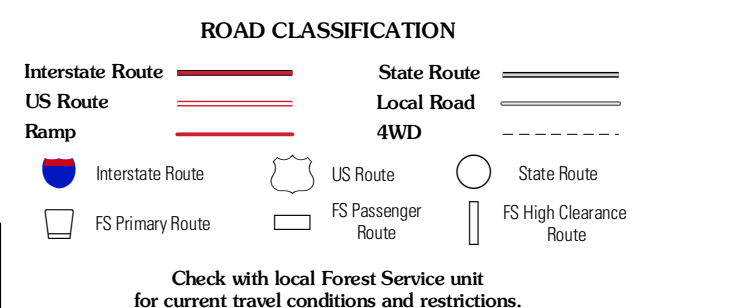 ROAD CLASSIFICATION
Interstate Route
State Route
US Route
Local Road
Ramp
4WD
Interstate Route
US Route
State Route
FS Primary Route
FS Passenger
Route
FS High Clearance
Route
Check with local Forest Service unit
for current travel conditions and restrictions.